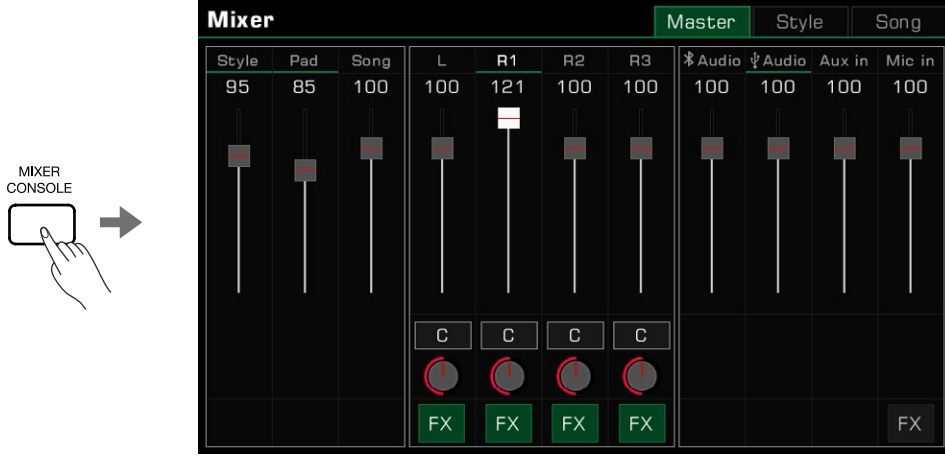 MIXER
CONSOLE
Mixer
Master Style Song
Style Pad Song L R1 R2 R3 Audio Audio Aux in Mic in
95 85 100 100 121 100 100 100 100 100 100
C C C C
FX FX FX FX FX